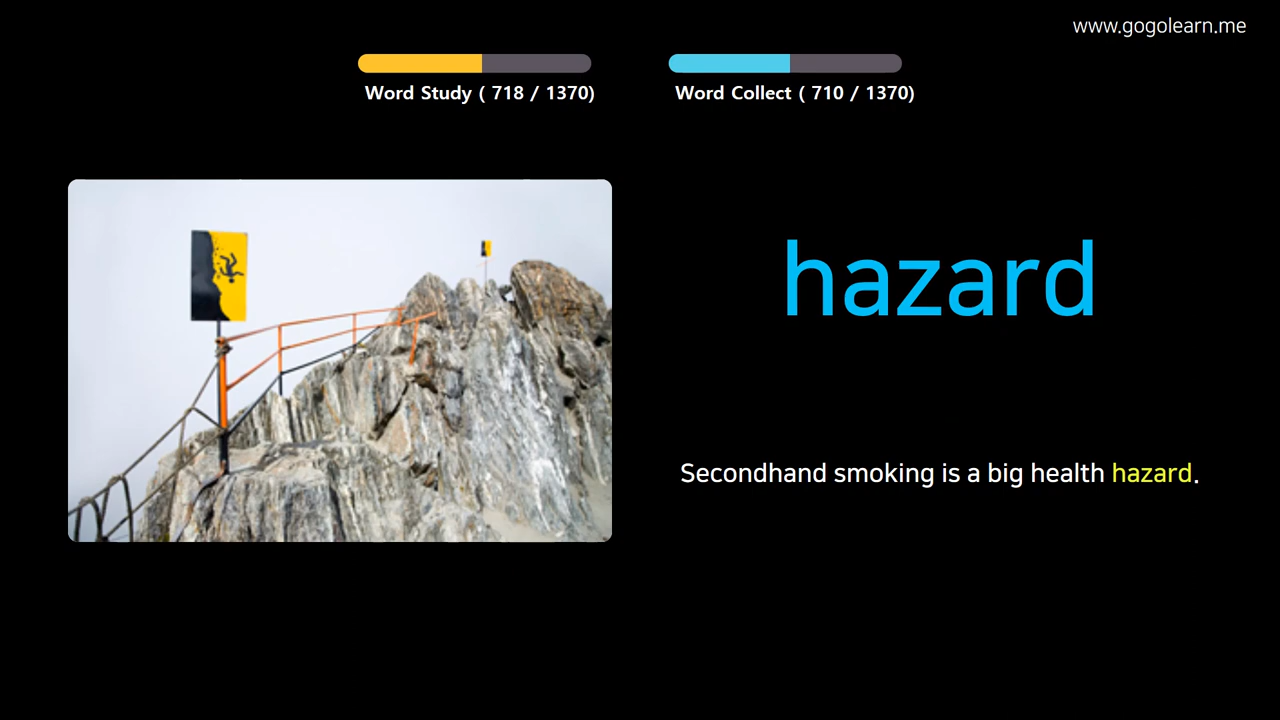 www.gogolearn.me
Word Study ( 718 / 1370)
Word Collect ( 710 / 1370)
hazard
Secondhand smoking is a big health hazard.